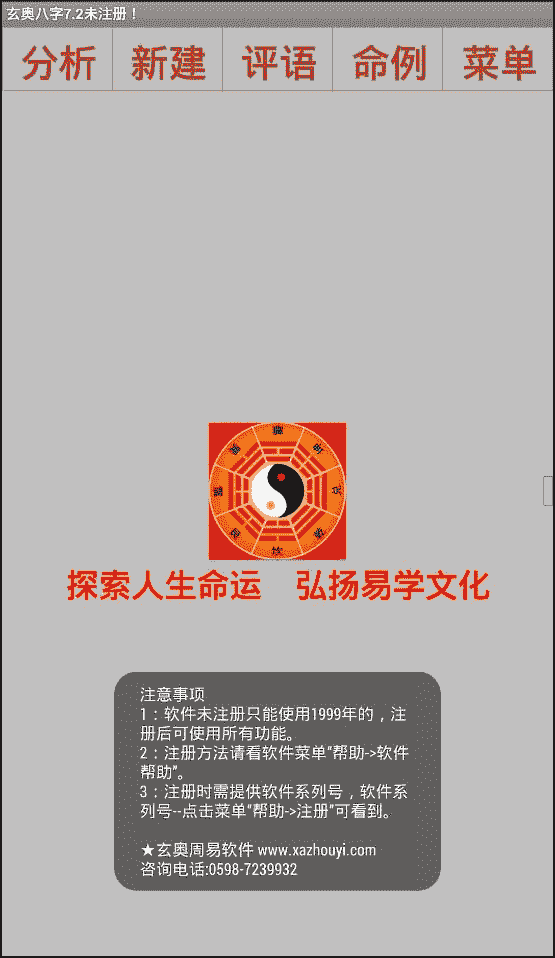 玄奥八字7.2未注册！
分析 新建 评语 命例 菜单
探索人生命运 弘扬易学文化
注意事项
1：软件未注册只能使用1999年的，注
册后可使用所有功能。
2：注册方法请看软件菜单"帮助->软件
帮助"。
3：注册时需提供软件系列号，软件系
列号--点击菜单"帮助->注册"可看到。
★玄奥周易软件 www.xazhouyi.com
咨询电话:0598-7239932